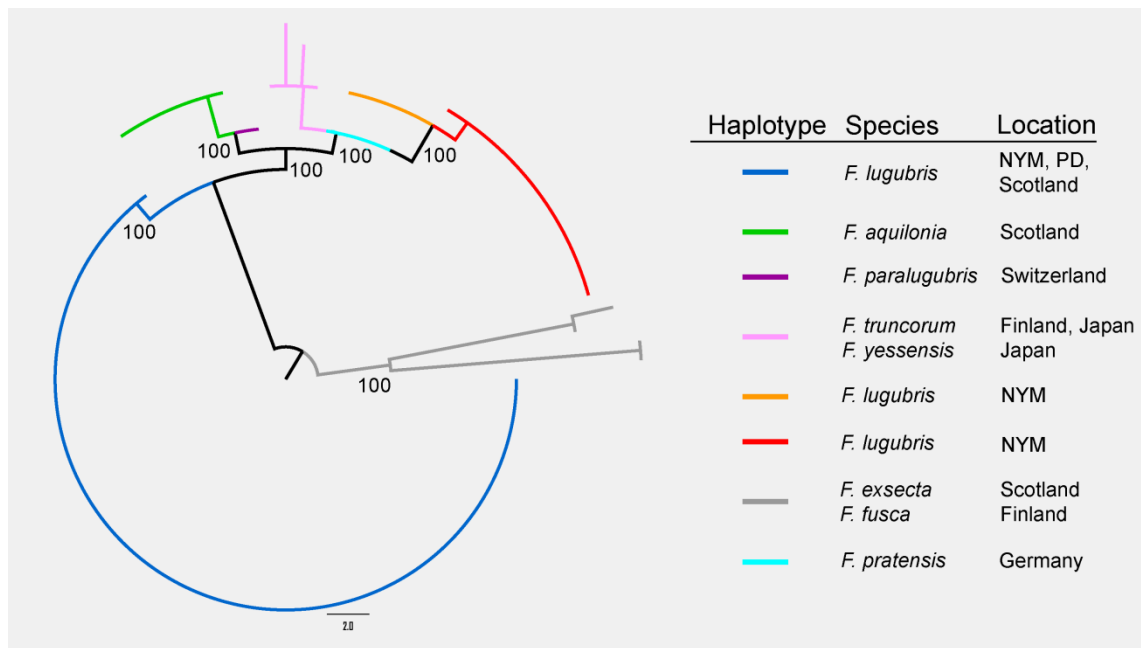 100
100
100
100
100
100
2.0
Haplotype Species Location
F. lugubris NYM, PD,
Scotland
F. aquilonia Scotland
F. paralugubris Switzerland
F. truncorum Finland, Japan
F. yessensis Japan
F. lugubris NYM
F. lugubris NYM
F. exsecta Scotland
F. fusca Finland
F. pratensis Germany